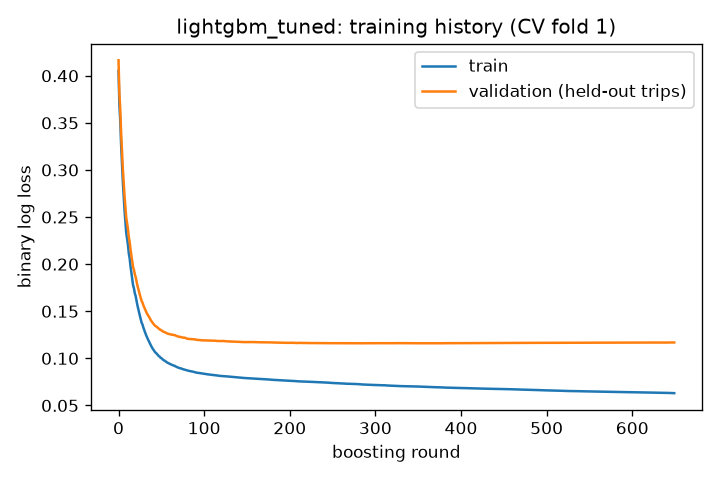 lightgbm_tuned: training history (CV fold 1)
train
validation (held-out trips)
binary log loss
0.40
0.35
0.30
0.25
0.20
0.15
0.10
0.05
0 100 200 300 400 500 600
boosting round